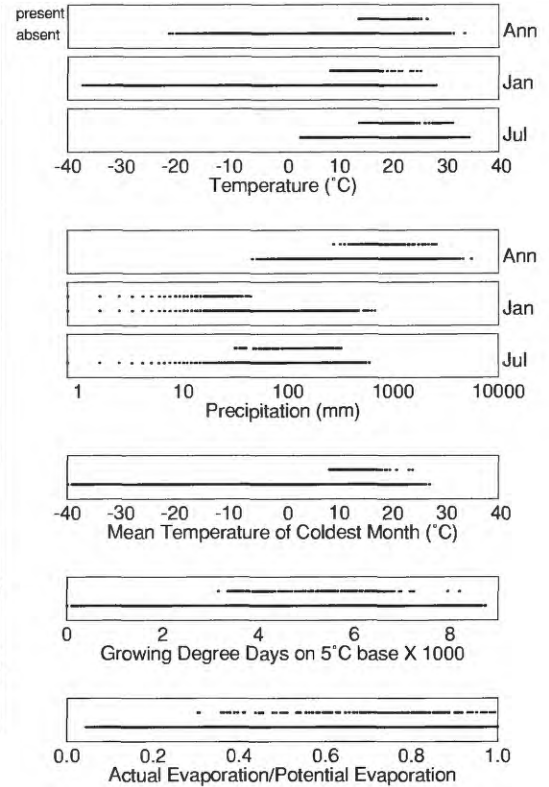 present
absent
Ann
Jan
Jul
-40 -30 -20 -10 0 10 20 30 40
Temperature (˚C)
Ann
Jan
Jul
1 10 100 1000 10000
Precipitation (mm)
-40 -30 -20 -10 0 10 20 30 40
Mean Temperature of Coldest Month (˚C)
0 2 4 6 8
Growing Degree Days on 5˚C base X 1000
0.0 0.2 0.4 0.6 0.8 1.0
Actual Evaporation/Potential Evaporation